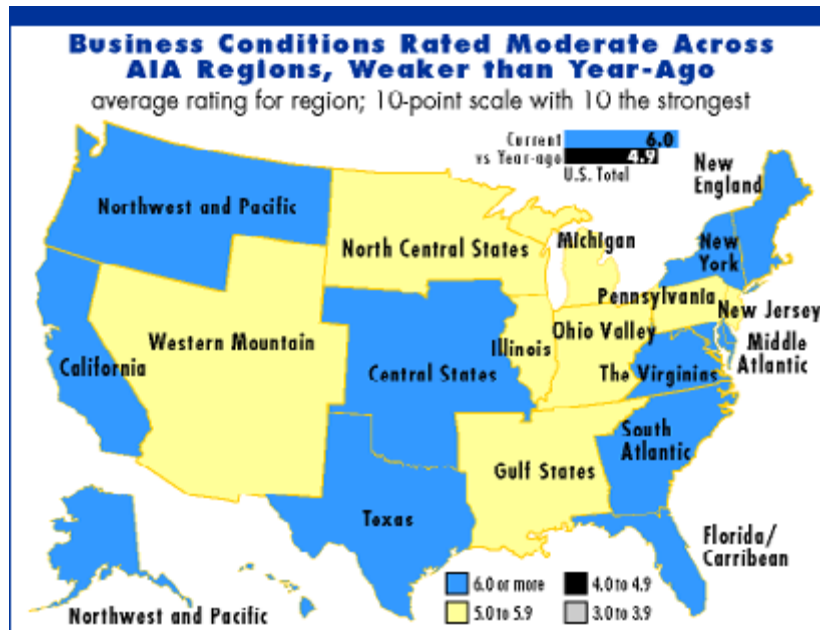 Business Conditions Rated Moderate Across
AIA Regions, Weaker than Year-Ago
average rating for region; 10-point scale with 10 the strongest
Current 6.0
vs Year-ago 4.9
U.S. Total
New
England
Northwest and Pacific
North Central States
Michigan
New
York
Pennsylvania
New Jersey
Western Mountain
Illinois
Ohio Valley
Middle
Atlantic
California
Central States
The Virginias
South
Atlantic
Gulf States
Texas
Florida/
Carribean
Northwest and Pacific
6.0 or more
4.0 to 4.9
5.0 to 5.9
3.0 to 3.9